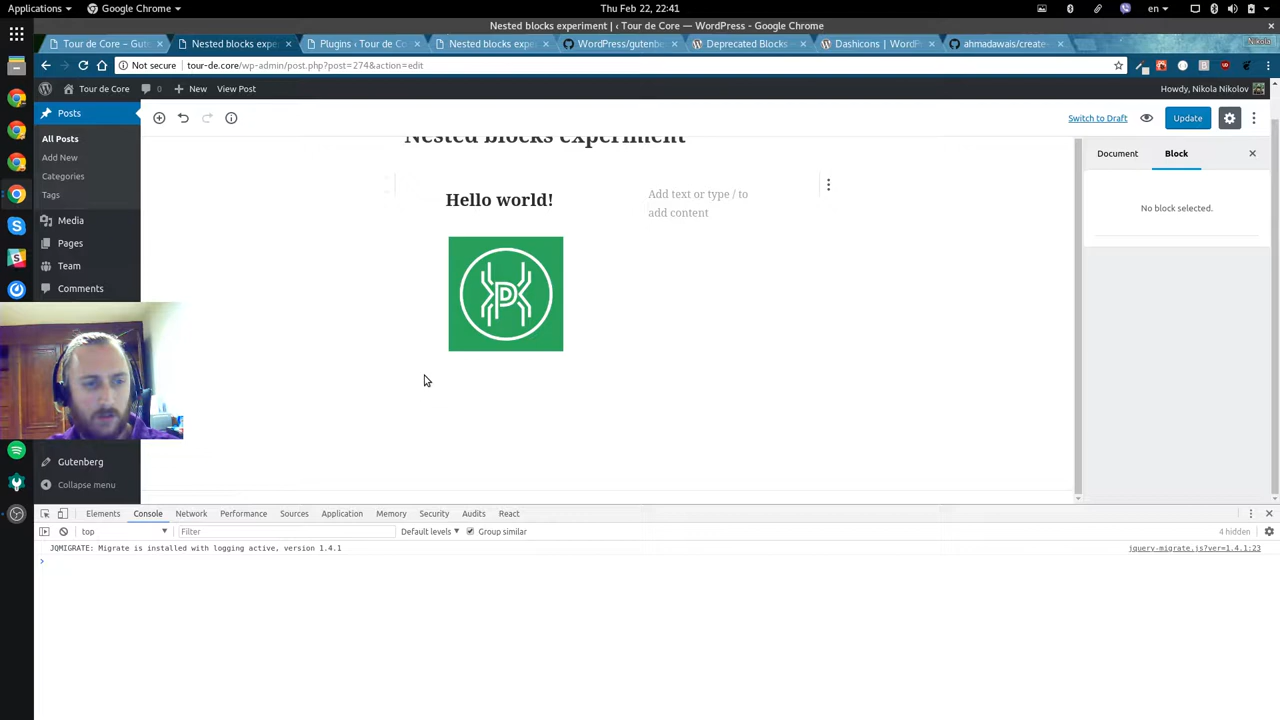 Applications
Google Chrome
Thu Feb 22, 22:41
en
Nested blocks experiment | ‹ Tour de Core — WordPress - Google Chrome
Tour de Core – Gute
Nested blocks expe
Plugins ‹ Tour de C
Nested blocks expe
WordPress/gutenbe
Deprecated Blocks
Dashicons | WordP
ahmadawais/create
Nikola
Not secure
tour-de.core/wp-admin/post.php?post=274&action=edit
Tour de Core
0
New
View Post
Howdy, Nikola Nikolov
Posts
All Posts
Add New
Categories
Tags
Media
Pages
Team
Comments
Gutenberg
Collapse menu
Switch to Draft
Update
Nested blocks experiment
Hello world!
Add text or type / to
add content
Document
Block
No block selected.
Elements
Console
Network
Performance
Sources
Application
Memory
Security
Audits
React
top
Filter
Default levels
Group similar
4 hidden
JQMIGRATE: Migrate is installed with logging active, version 1.4.1
jquery-migrate.js?ver=1.4.1:23